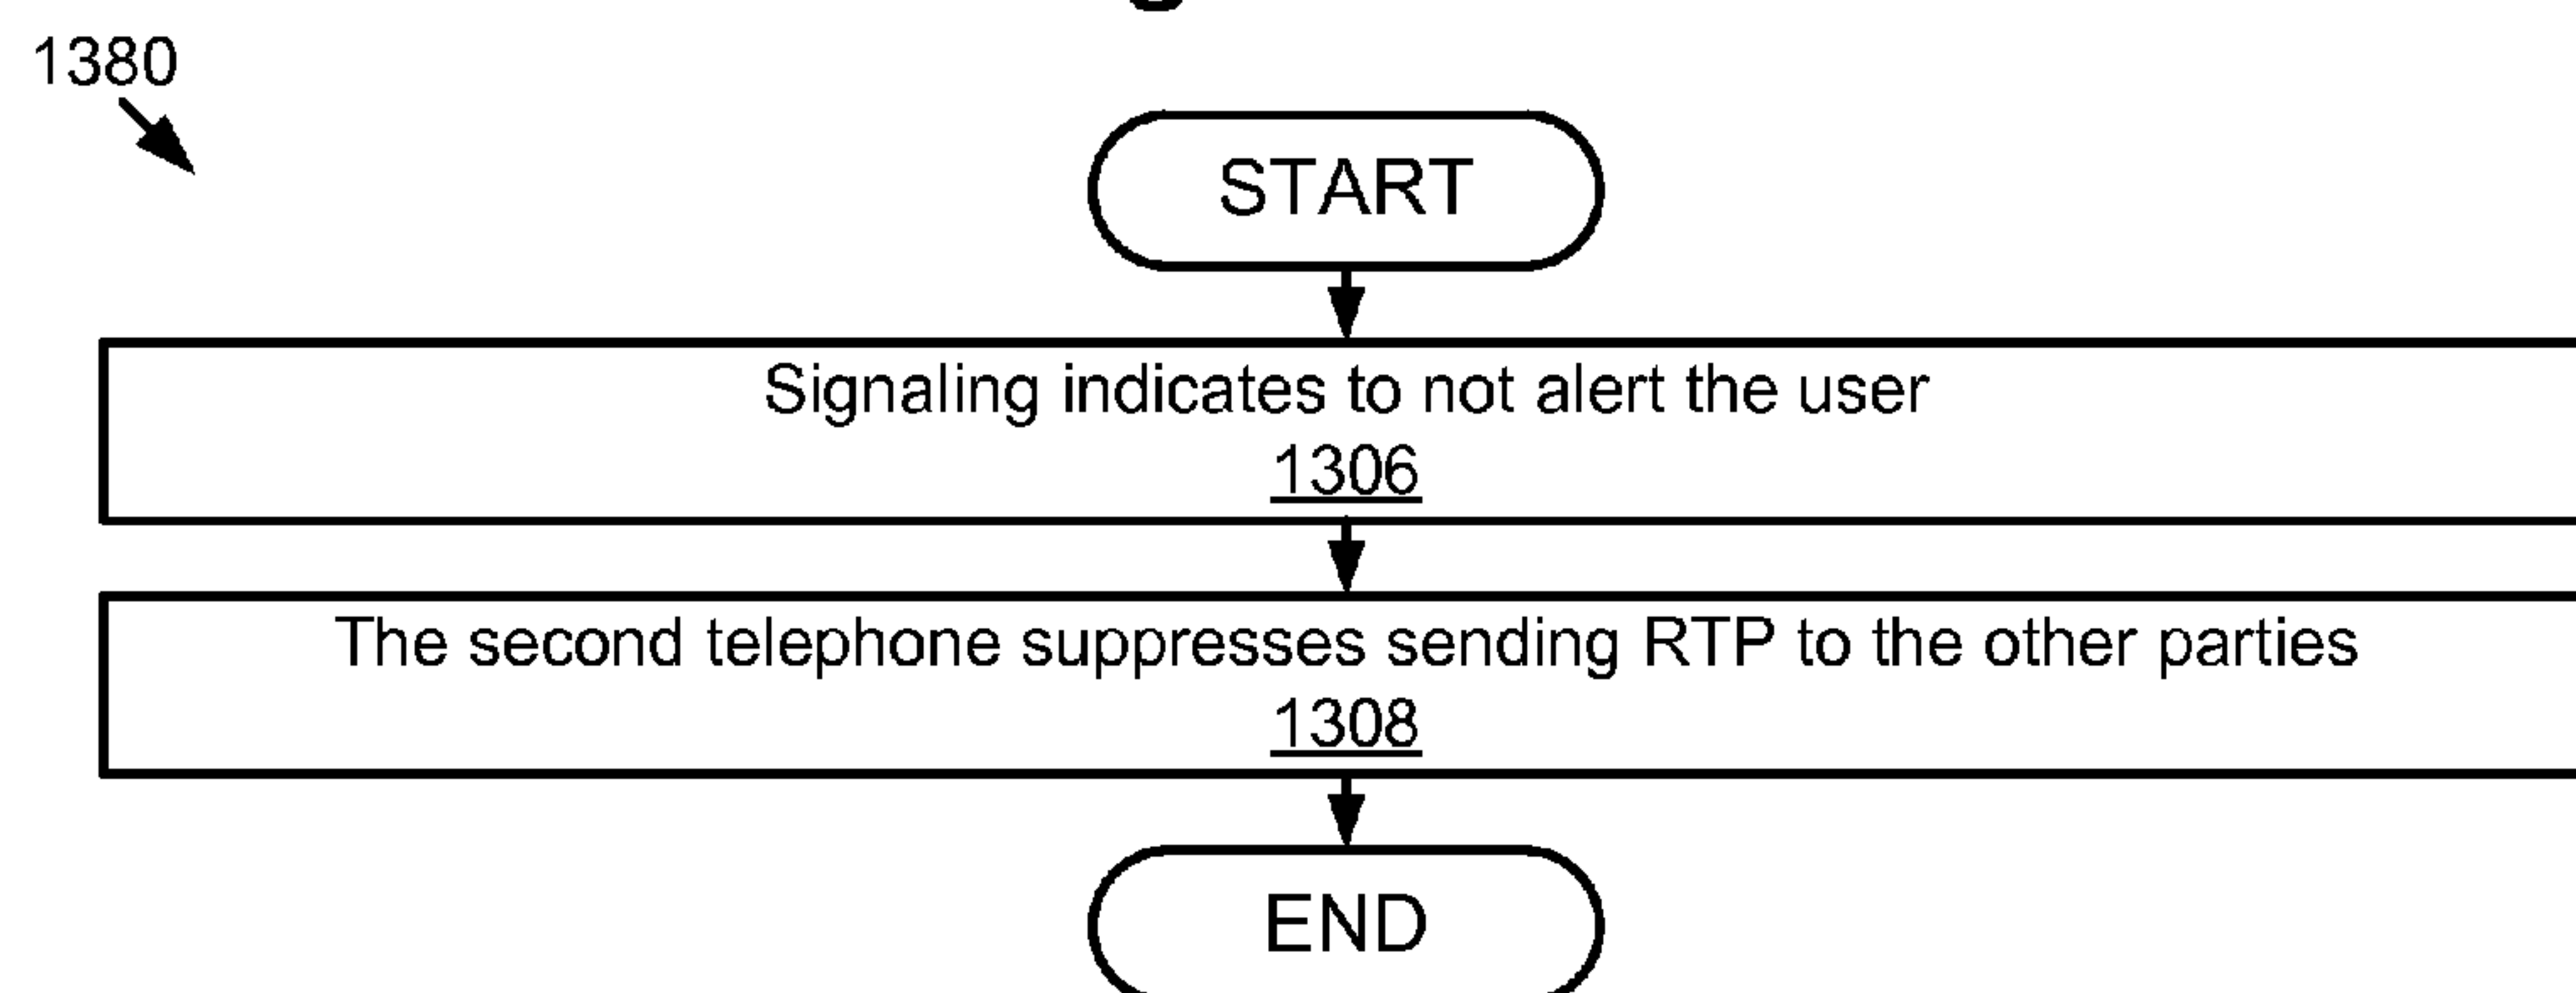 1380
START
Signaling indicates to not alert the user
1306
The second telephone suppresses sending RTP to the other parties
1308
END